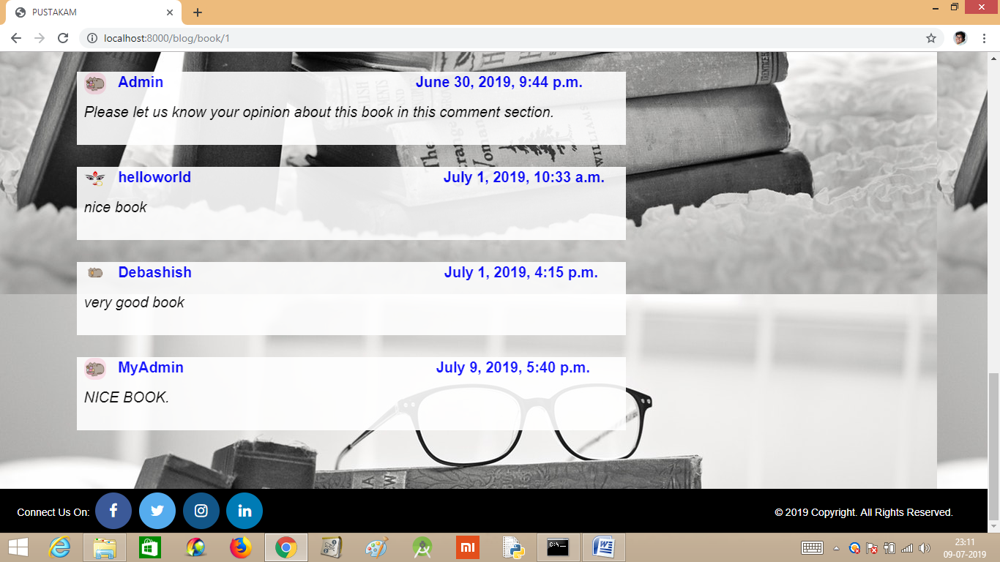 PUSTAKAM
localhost:8000/blog/book/1
Admin June 30, 2019, 9:44 p.m.
Please let us know your opinion about this book in this comment section.
WILLIAMS
The
helloworld July 1, 2019, 10:33 a.m.
nice book
Debashish July 1, 2019, 4:15 p.m.
very good book
MyAdmin July 9, 2019, 5:40 p.m.
NICE BOOK.
Connect Us On: © 2019 Copyright. All Rights Reserved.
23:11
09-07-2019